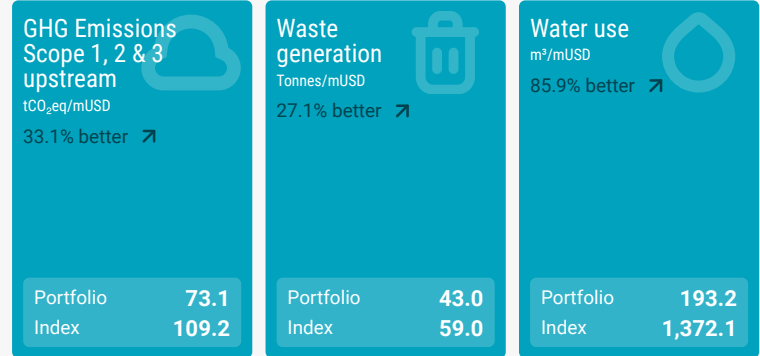 GHG Emissions
Scope 1, 2 & 3
upstream
tCO₂eq/mUSD
33.1% better
Portfolio 73.1
Index 109.2
Waste
generation
Tonnes/mUSD
27.1% better
Portfolio 43.0
Index 59.0
Water use
m³/mUSD
85.9% better
Portfolio 193.2
Index 1,372.1